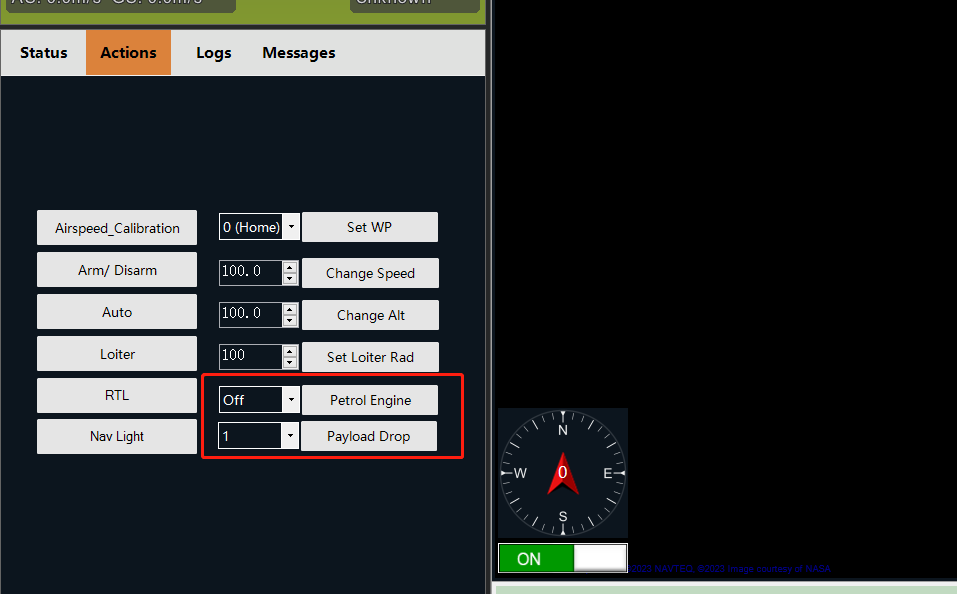 AS: 0.0m/s GS: 0.0m/s
Unknown
Status Actions Logs Messages
Airspeed_Calibration 0 (Home) Set WP
Arm/ Disarm 100. 0 Change Speed
Auto 100. 0 Change Alt
Loiter 100 Set Loiter Rad
RTL Off Petrol Engine
Nav Light 1 Payload Drop
N
W 0 E
S
ON
NAVTEQ, Image courtesy of NASA